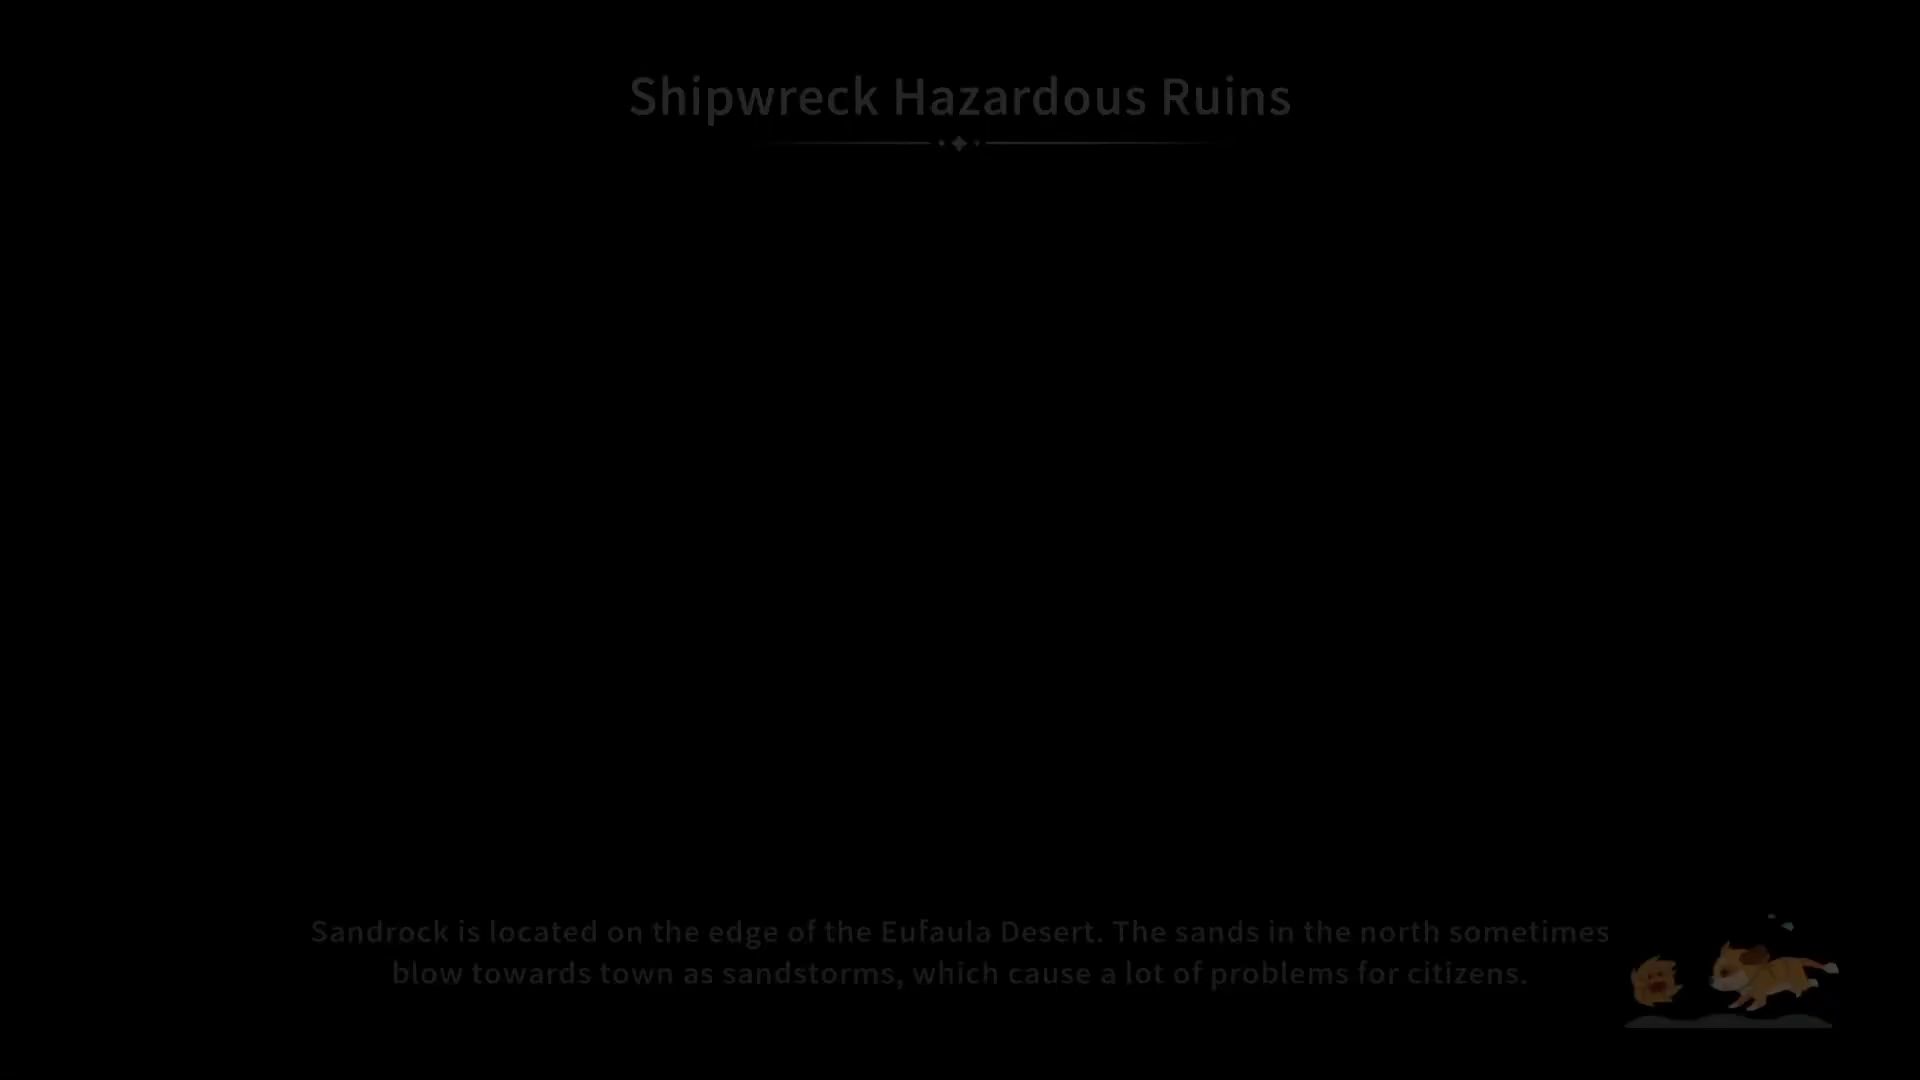 Shipwreck Hazardous Ruins
Sandrock is located on the edge of the Eufaula Desert. The sands in the north sometimes
blow towards town as sandstorms, which cause a lot of problems for citizens.